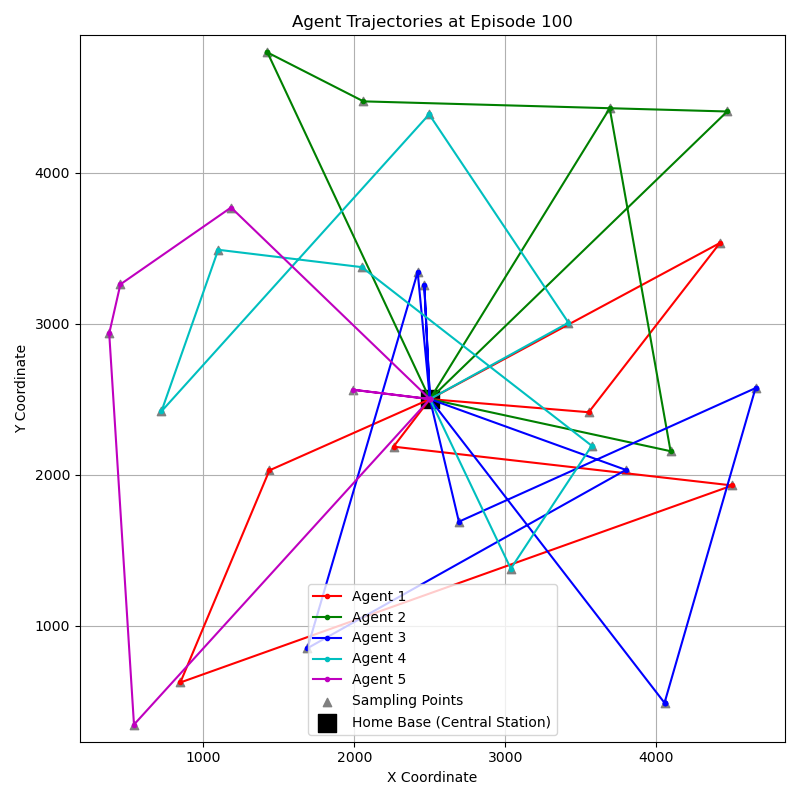 Agent Trajectories at Episode 100
Y Coordinate
4000
3000
2000
1000
Agent 1
Agent 2
Agent 3
Agent 4
Agent 5
Sampling Points
Home Base (Central Station)
1000 2000 3000 4000
X Coordinate